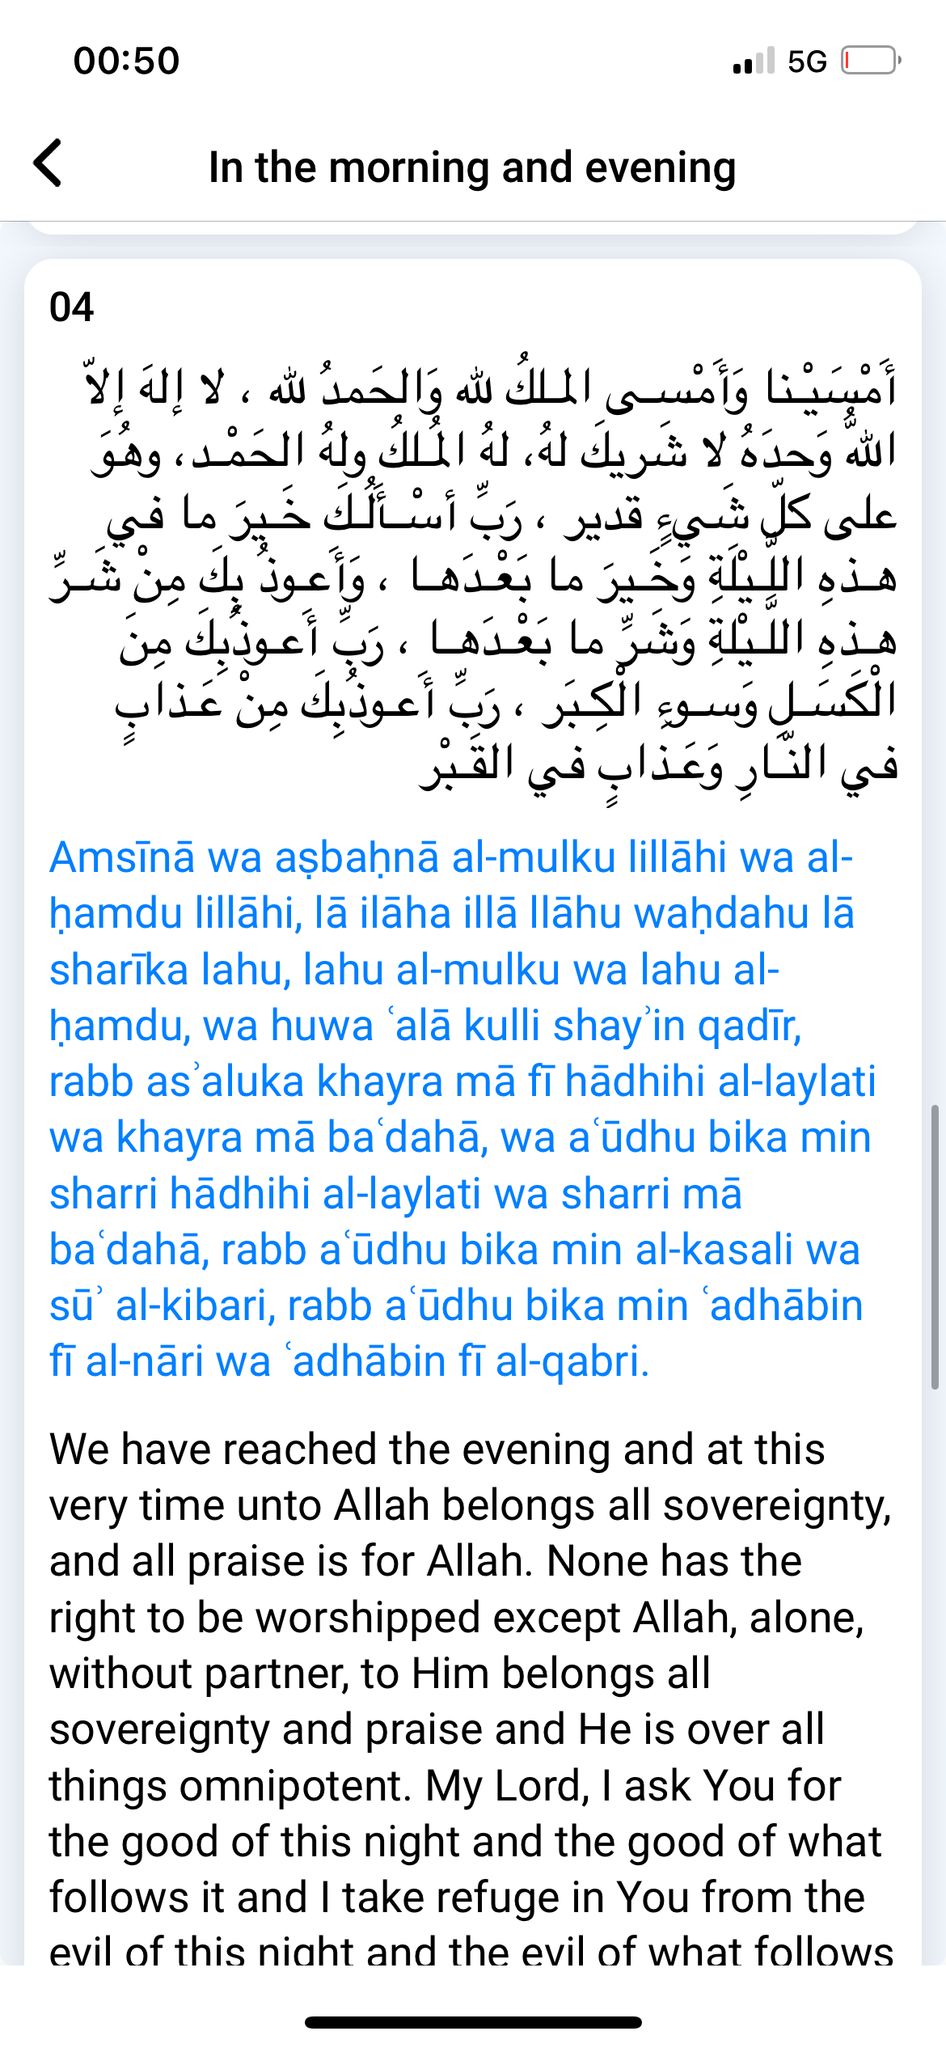 00:50
5G
In the morning and evening
04
أَمْسَيْنا وَأَمْسـى المـلكُ لله وَالحَمدُ لله ، لا إلهَ إلاّ
اللهُ وَحدَهُ لا شَريكَ لهُ، لهُ المُـلكُ ولهُ الحَمْـد، وهُوَ
على كلّ شَيءٍ قدير ، رَبِّ أسْـأَلُكَ خَـيرَ ما في
هـذهِ اللَّـيْلَةِ وَخَـيرَ ما بَعْـدَهـا ، وَأَعـوذُ بِكَ مِنْ شَـرِّ
هـذهِ اللَّـيْلةِ وَشَرِّ ما بَعْـدَهـا ، رَبِّ أَعـوذُبِكَ مِنَ
الْكَسَـلِ وَسـوءِ الْكِـبَر ، رَبِّ أَعـوذُبِكَ مِنْ عَـذابٍ
في النّـارِ وَعَـذابٍ في القَـبْر
Amsīnā wa aṣbaḥnā al-mulku lillāhi wa al-
ḥamdu lillāhi, lā ilāha illā llāhu waḥdahu lā
sharīka lahu, lahu al-mulku wa lahu al-
ḥamdu, wa huwa ʿalā kulli shayʾin qadīr,
rabb asʾaluka khayra mā fī hādhihi al-laylati
wa khayra mā baʿdahā, wa aʿūdhu bika min
sharri hādhihi al-laylati wa sharri mā
baʿdahā, rabb aʿūdhu bika min al-kasali wa
sūʾ al-kibari, rabb aʿūdhu bika min ʿadhābin
fī al-nāri wa ʿadhābin fī al-qabri.
We have reached the evening and at this
very time unto Allah belongs all sovereignty,
and all praise is for Allah. None has the
right to be worshipped except Allah, alone,
without partner, to Him belongs all
sovereignty and praise and He is over all
things omnipotent. My Lord, I ask You for
the good of this night and the good of what
follows it and I take refuge in You from the
evil of this night and the evil of what follows